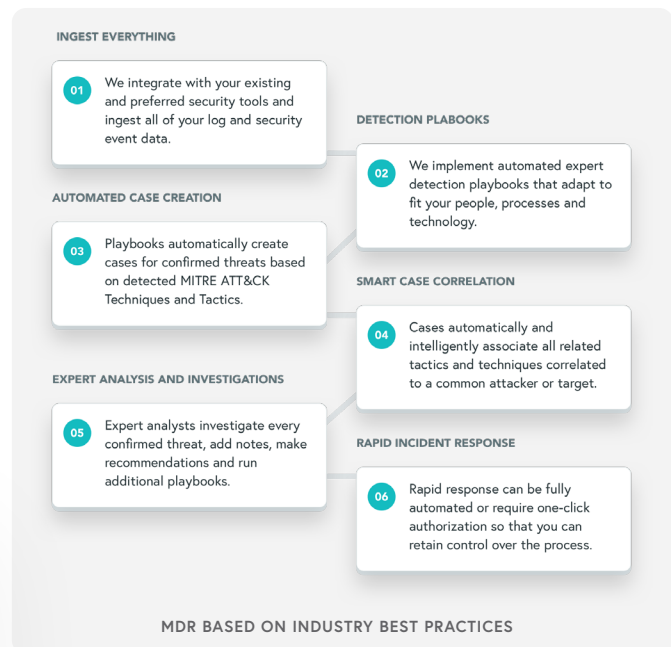 INGEST EVERYTHING
01
We integrate with your existing
and preferred security tools and
ingest all of your log and security
event data.
DETECTION PLABOOKS
02
We implement automated expert
detection playbooks that adapt to
fit your people, processes and
technology.
AUTOMATED CASE CREATION
03
Playbooks automatically create
cases for confirmed threats based
on detected MITRE ATT&CK
Techniques and Tactics.
SMART CASE CORRELATION
04
Cases automatically and
intelligently associate all related
tactics and techniques correlated
to a common attacker or target.
EXPERT ANALYSIS AND INVESTIGATIONS
05
Expert analysts investigate every
confirmed threat, add notes, make
recommendations and run
additional playbooks.
RAPID INCIDENT RESPONSE
06
Rapid response can be fully
automated or require one-click
authorization so that you can
retain control over the process.
MDR BASED ON INDUSTRY BEST PRACTICES